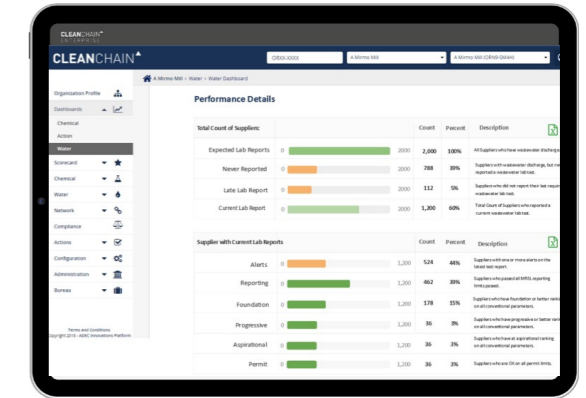 CLEANCHAIN
ENTERPRISE
CLEANCHAIN
A Mirmo Mill
A Mirmo Mill > Water > Water Dashboard
Organization Profile
Dashboards
Chemical
Action
Water
Scorecard
Chemical
Water
Network
Compliance
Actions
Configuration
Administration
Bureau
Terms and Conditions
Performance Details
Total Count of Suppliers: Count Percent Description
Expected Lab Reports 0 2000 2,000 100% All Suppliers who have wastewater discharge
Never Reported 0 2000 788 39% Suppliers with wastewater discharge, but
reported a wastewater lab test.
Late Lab Report 0 2000 112 5% Suppliers who did not report their last
wastewater lab test.
Current Lab Report 0 2000 1,200 60% Total Count of Suppliers who reported a
current wastewater lab test.
Supplier with Current Lab Reports Count Percent Description
Alerts 0 1,200 524 44% Suppliers with one or more alerts on the
latest test report.
Reporting 0 1,200 462 39% Suppliers who passed all MRSL reporting
limits passed.
Foundation 0 1,200 178 15% Suppliers who have foundation or better
on all conventional parameters.
Progressive 0 1,200 36 3% Suppliers who have progressive or better
on all conventional parameters.
Aspirational 0 1,200 36 3% Suppliers who have all aspirational ranking
on all conventional parameters.
Permit 0 1,200 36 3% Suppliers who are OK on all permit limits.